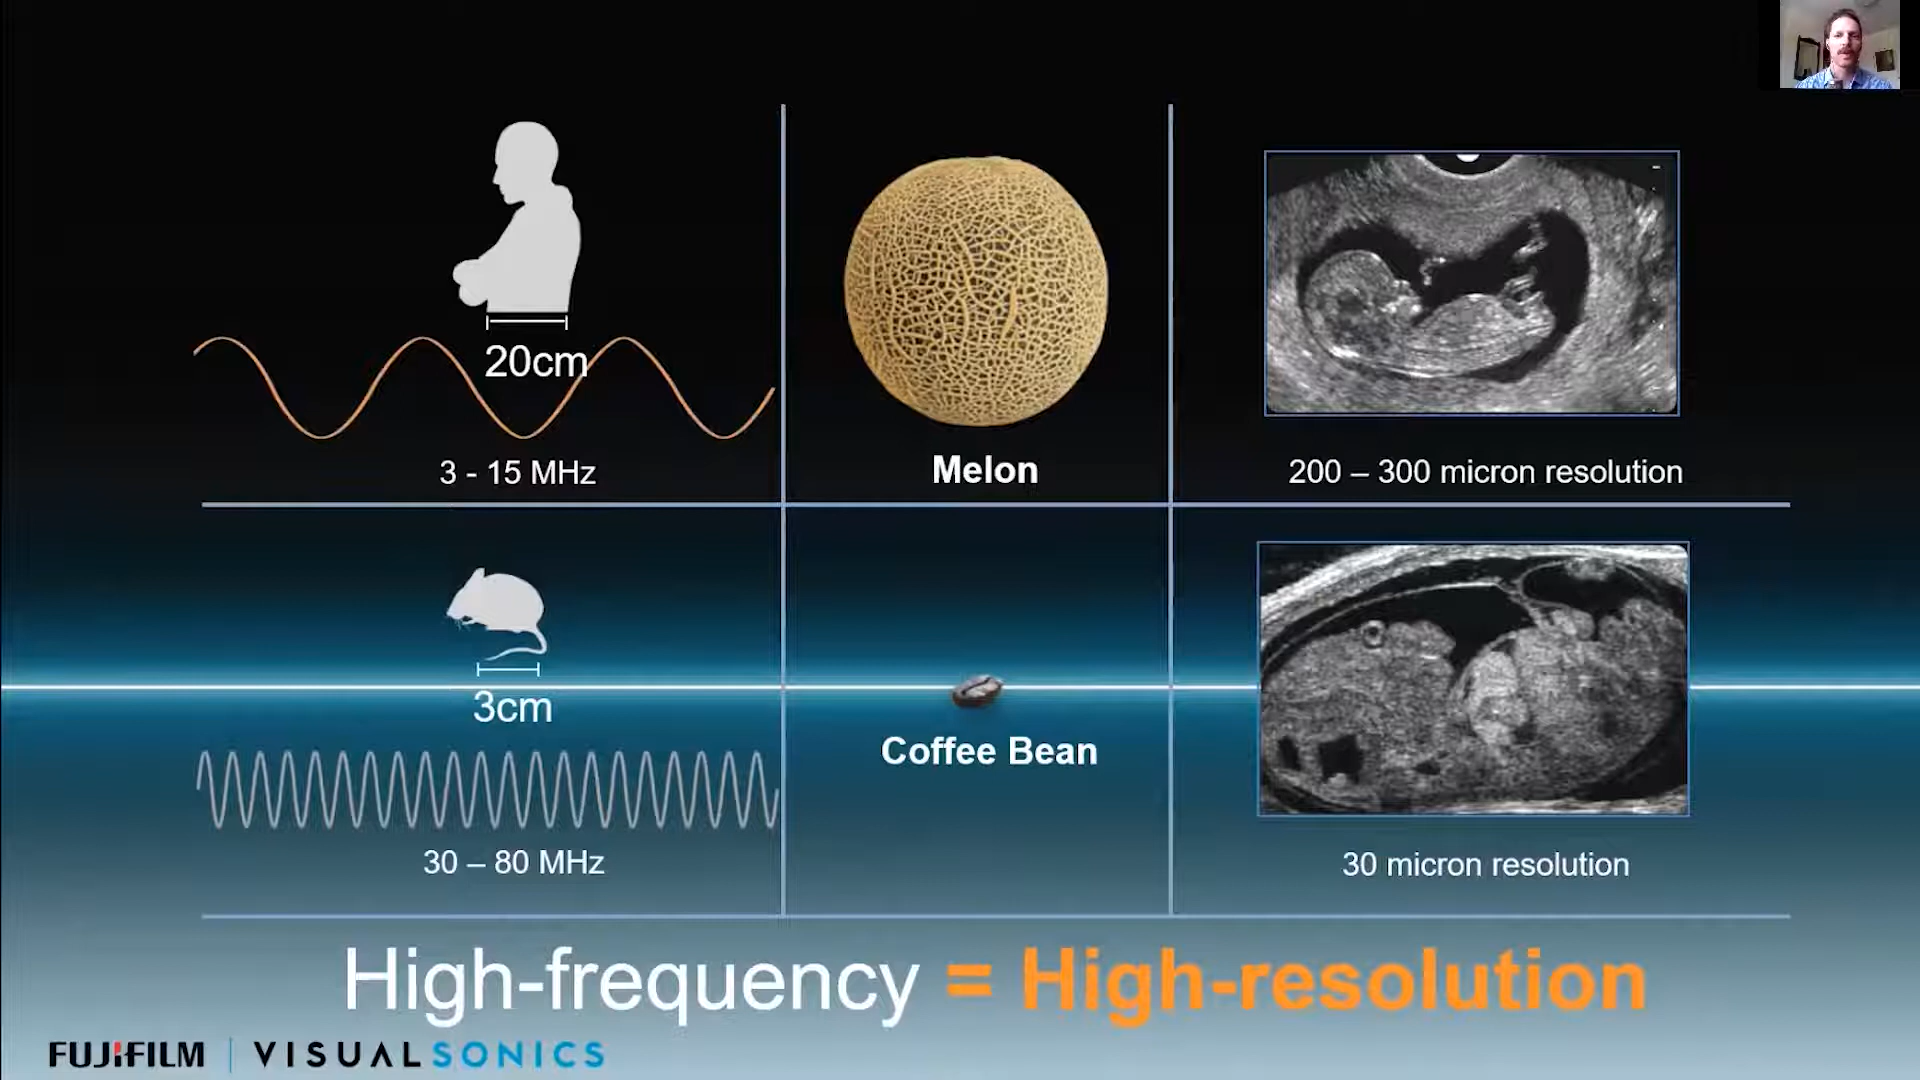 20cm
3 - 15 MHz
Melon
200 – 300 micron resolution
3cm
30 – 80 MHz
Coffee Bean
30 micron resolution
High-frequency = High-resolution
FUJIFILM | VISUALSONICS